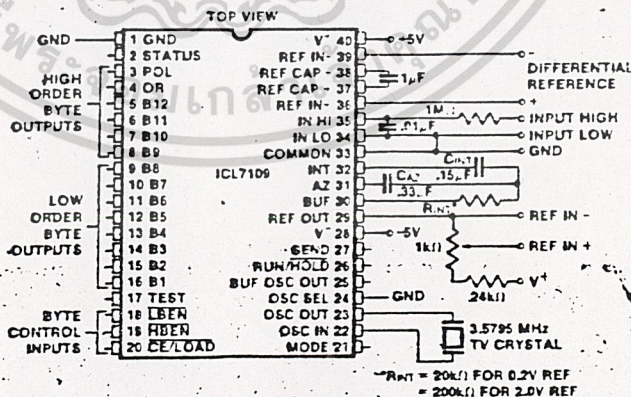 TOP VIEW
GND
1 GND
2 STATUS
3 POL
4 OR
5 B12
6 B11
7 B10
8 B9
9 B8
10 B7
11 B6
12 B5
13 B4
14 B3
15 B2
16 B1
17 TEST
18 LBEN
19 HBEN
20 CE/LOAD
HIGH
ORDER
BYTE
OUTPUTS
LOW
ORDER
BYTE
OUTPUTS
BYTE
CONTROL
INPUTS
ICL7109
V⁻ 40
REF IN- 39
REF CAP - 38
REF CAP - 37
REF IN- 36
IN HI 35
IN LO 34
COMMON 33
INT 32
AZ 31
BUF 30
REF OUT 29
V⁻ 28
SEND 27
RUN/HOLD 26
BUF OSC OUT 25
OSC SEL 24
OSC OUT 23
OSC IN 22
MODE 21
+5V
-
DIFFERENTIAL
REFERENCE
+
1µF
1MΩ
.01µF
INPUT HIGH
INPUT LOW
GND
CINT
.15µF
CAZ
.33µF
RINT
REF IN -
-5V
1kΩ
REF IN +
.24kΩ
V⁺
GND
3.5795 MHz
TV CRYSTAL
RINT = 20kΩ FOR 0.2V REF
= 200kΩ FOR 2.0V REF